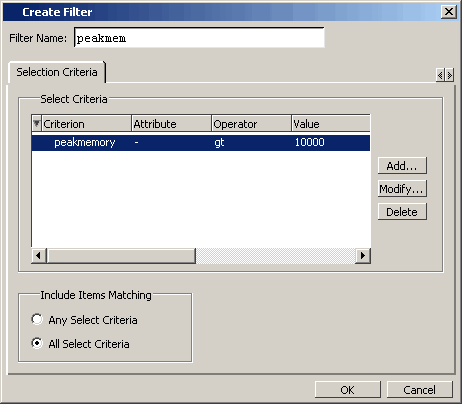 Create Filter
Filter Name: peakmem
Selection Criteria
Select Criteria
Criterion Attribute Operator Value
peakmemory - gt 10000
Add...
Modify...
Delete
Include Items Matching
Any Select Criteria
All Select Criteria
OK Cancel